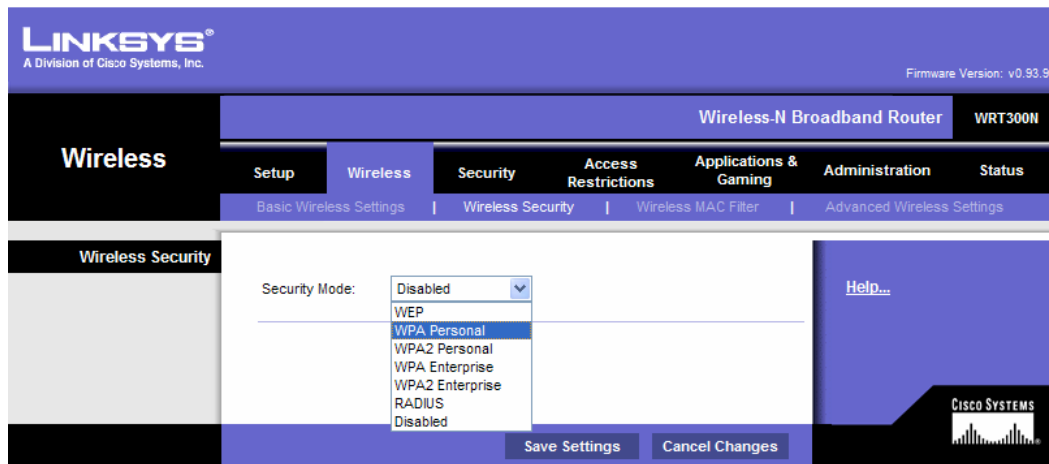 LINKSYS®
A Division of Cisco Systems, Inc.
Firmware Version: v0.93.9
Wireless-N Broadband Router
WRT300N
Wireless
Setup
Wireless
Security
Access Restrictions
Applications & Gaming
Administration
Status
Basic Wireless Settings | Wireless Security | Wireless MAC Filter | Advanced Wireless Settings
Wireless Security
Security Mode: Disabled
WEP
WPA Personal
WPA2 Personal
WPA Enterprise
WPA2 Enterprise
RADIUS
Disabled
Help...
CISCO SYSTEMS
Save Settings
Cancel Changes